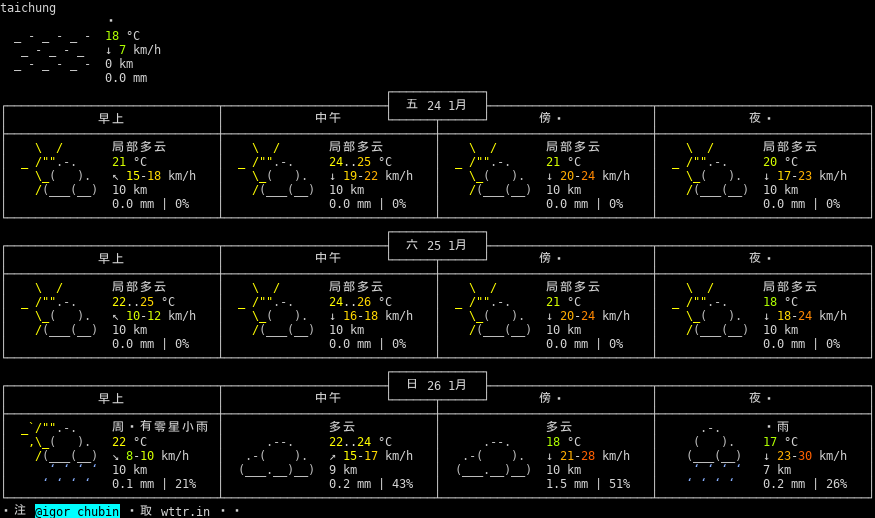 taichung
18 °C
↓ 7 km/h
0 km
0.0 mm
五 24 1月
早上 中午 傍・ 夜・
局部多云 局部多云 局部多云 局部多云
21 °C 24..25 °C 21 °C 20 °C
↖ 15-18 km/h ↓ 19-22 km/h ↓ 20-24 km/h ↓ 17-23 km/h
10 km 10 km 10 km 10 km
0.0 mm | 0% 0.0 mm | 0% 0.0 mm | 0% 0.0 mm | 0%
六 25 1月
早上 中午 傍・ 夜・
局部多云 局部多云 局部多云 局部多云
22..25 °C 24..26 °C 21 °C 18 °C
↖ 10-12 km/h ↓ 16-18 km/h ↓ 20-24 km/h ↓ 18-24 km/h
10 km 10 km 10 km 10 km
0.0 mm | 0% 0.0 mm | 0% 0.0 mm | 0% 0.0 mm | 0%
日 26 1月
早上 中午 傍・ 夜・
周・有零星小雨 多云 多云 ・雨
22 °C 22..24 °C 18 °C 17 °C
↘ 8-10 km/h ↗ 15-17 km/h ↓ 21-28 km/h ↓ 23-30 km/h
10 km 9 km 10 km 7 km
0.1 mm | 21% 0.2 mm | 43% 1.5 mm | 51% 0.2 mm | 26%
・注 @igor_chubin ・取 wttr.in ・・